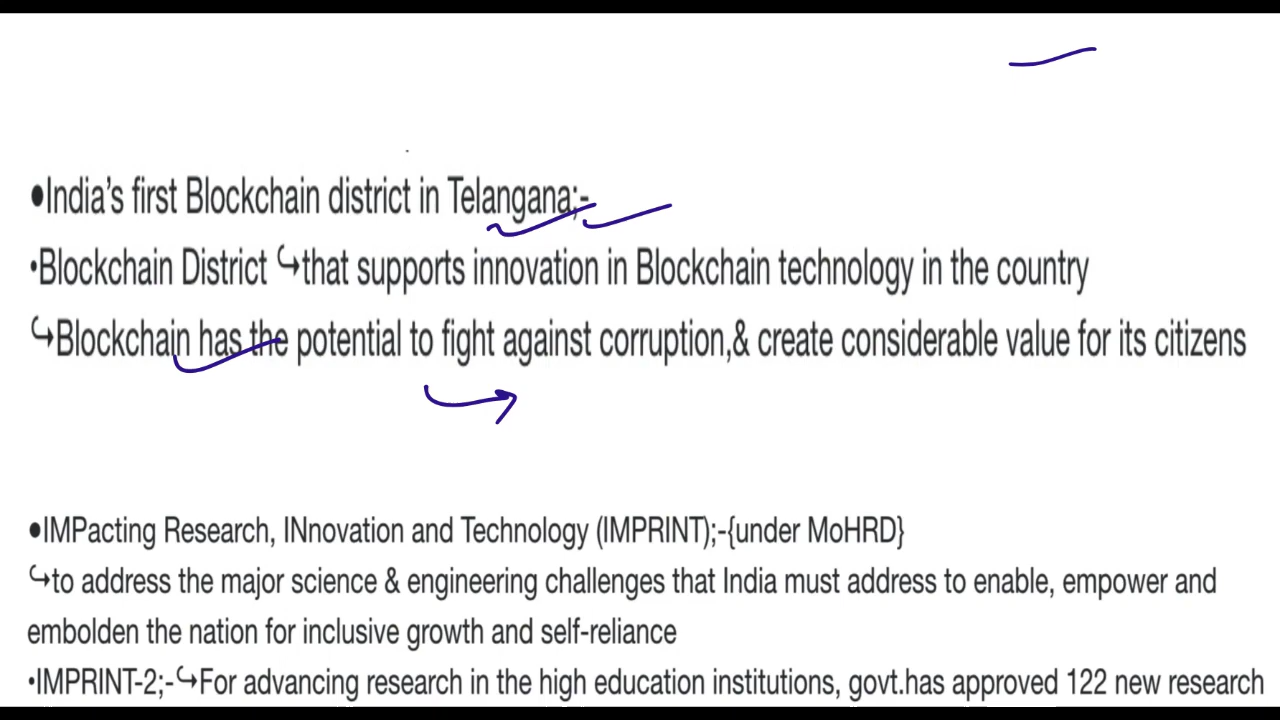 ●India's first Blockchain district in Telangana;-
•Blockchain District ↪that supports innovation in Blockchain technology in the country
↪Blockchain has the potential to fight against corruption,& create considerable value for its citizens
●IMPacting Research, INnovation and Technology (IMPRINT);-{under MoHRD}
↪to address the major science & engineering challenges that India must address to enable, empower and
embolden the nation for inclusive growth and self-reliance
•IMPRINT-2;-↪For advancing research in the high education institutions, govt.has approved 122 new research